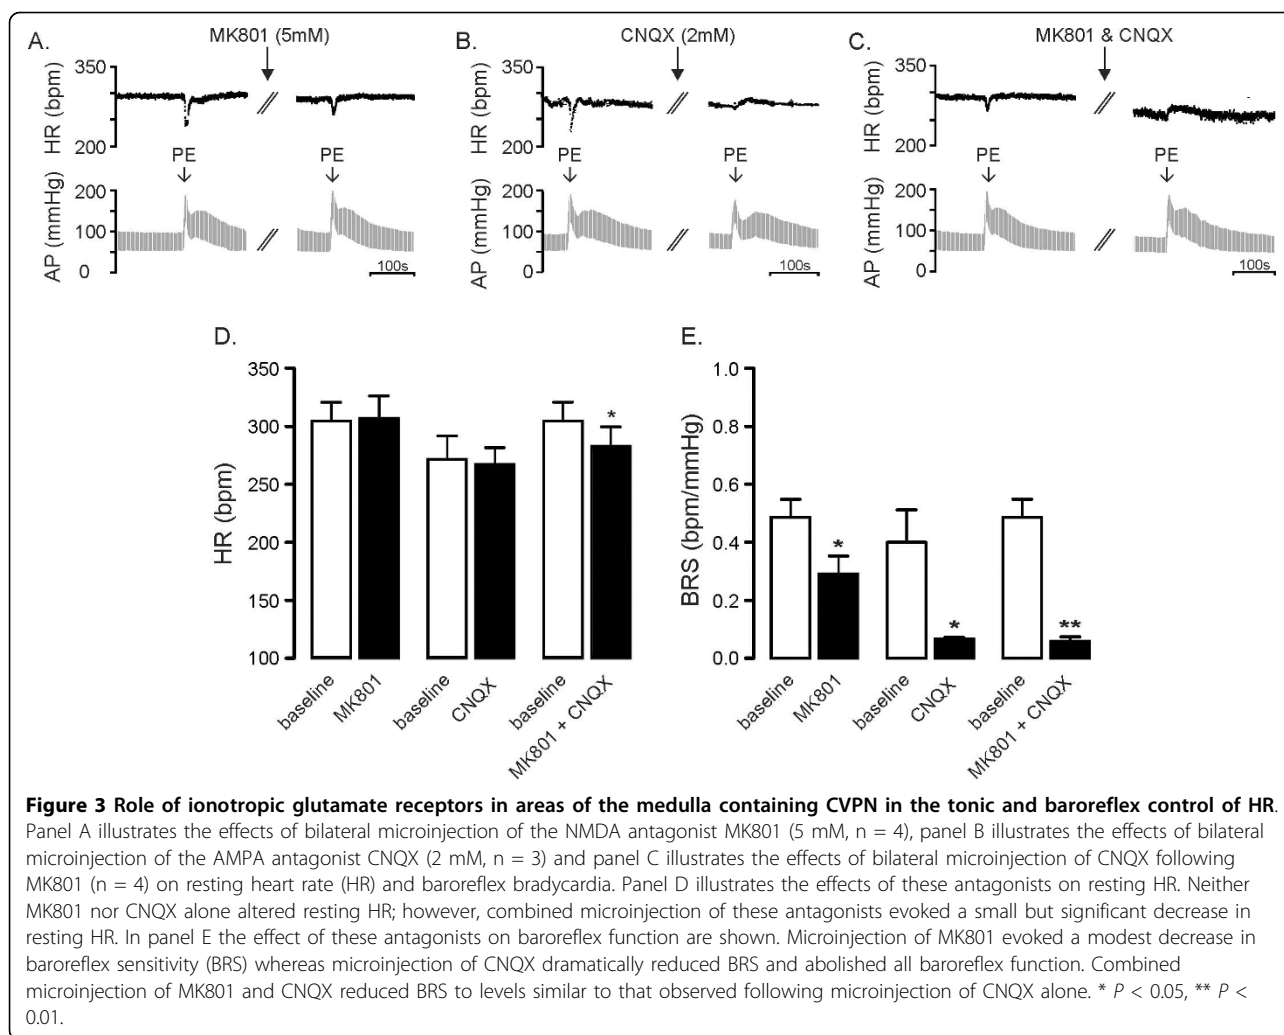 A.
MK801 (5mM)
HR (bpm)
350
200
PE
PE
AP (mmHg)
200
100
0
100s
B.
CNQX (2mM)
HR (bpm)
350
200
PE
PE
AP (mmHg)
200
100
0
100s
C.
MK801 & CNQX
HR (bpm)
350
200
PE
PE
AP (mmHg)
200
100
0
100s
D.
HR (bpm)
350
300
250
200
150
100
*
baseline
MK801
baseline
CNQX
baseline
MK801 + CNQX
E.
BRS (bpm/mmHg)
1.0
0.8
0.6
0.4
0.2
0.0
*
*
**
baseline
MK801
baseline
CNQX
baseline
MK801 + CNQX
Figure 3 Role of ionotropic glutamate receptors in areas of the medulla containing CVPN in the tonic and baroreflex control of HR.
Panel A illustrates the effects of bilateral microinjection of the NMDA antagonist MK801 (5 mM, n = 4), panel B illustrates the effects of bilateral
microinjection of the AMPA antagonist CNQX (2 mM, n = 3) and panel C illustrates the effects of bilateral microinjection of CNQX following
MK801 (n = 4) on resting heart rate (HR) and baroreflex bradycardia. Panel D illustrates the effects of these antagonists on resting HR. Neither
MK801 nor CNQX alone altered resting HR; however, combined microinjection of these antagonists evoked a small but significant decrease in
resting HR. In panel E the effect of these antagonists on baroreflex function are shown. Microinjection of MK801 evoked a modest decrease in
baroreflex sensitivity (BRS) whereas microinjection of CNQX dramatically reduced BRS and abolished all baroreflex function. Combined
microinjection of MK801 and CNQX reduced BRS to levels similar to that observed following microinjection of CNQX alone. * P < 0.05, ** P <
0.01.